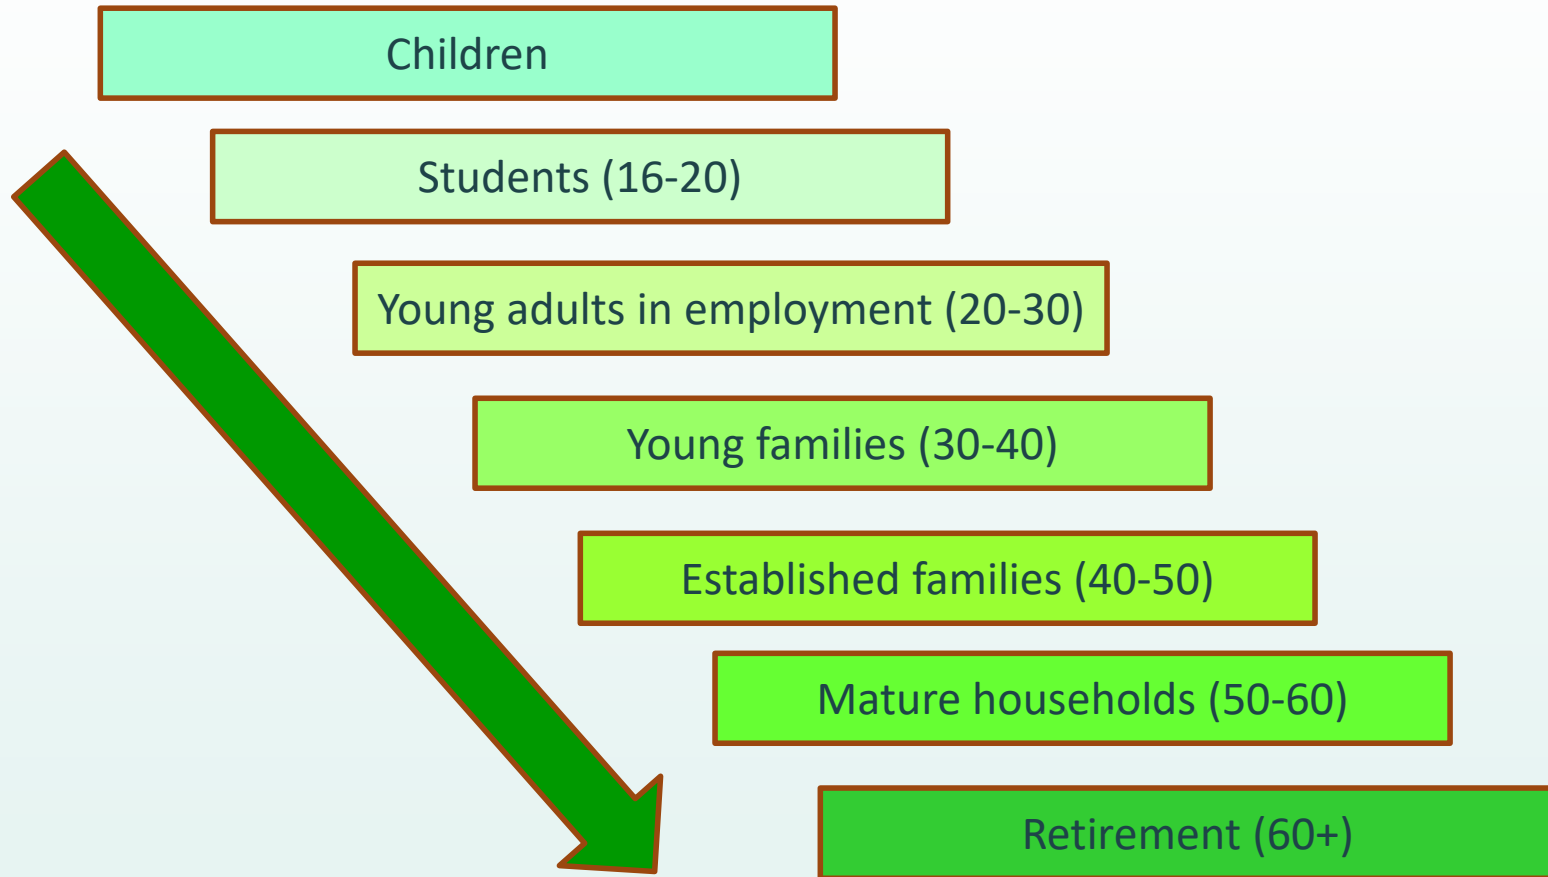 Children
Students (16-20)
Young adults in employment (20-30)
Young families (30-40)
Established families (40-50)
Mature households (50-60)
Retirement (60+)